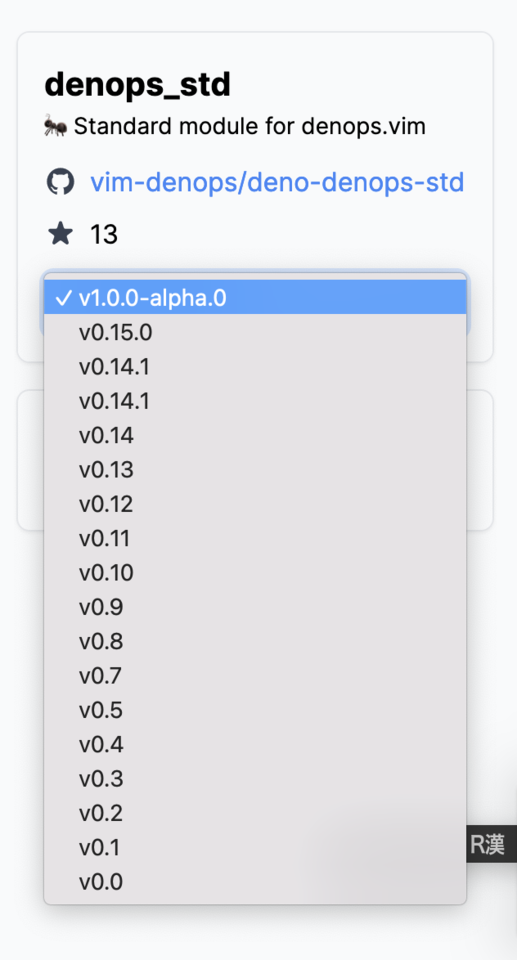 denops_std
🐜 Standard module for denops.vim
vim-denops/deno-denops-std
13
✓ v1.0.0-alpha.0
v0.15.0
v0.14.1
v0.14.1
v0.14
v0.13
v0.12
v0.11
v0.10
v0.9
v0.8
v0.7
v0.5
v0.4
v0.3
v0.2
v0.1
v0.0
R漢